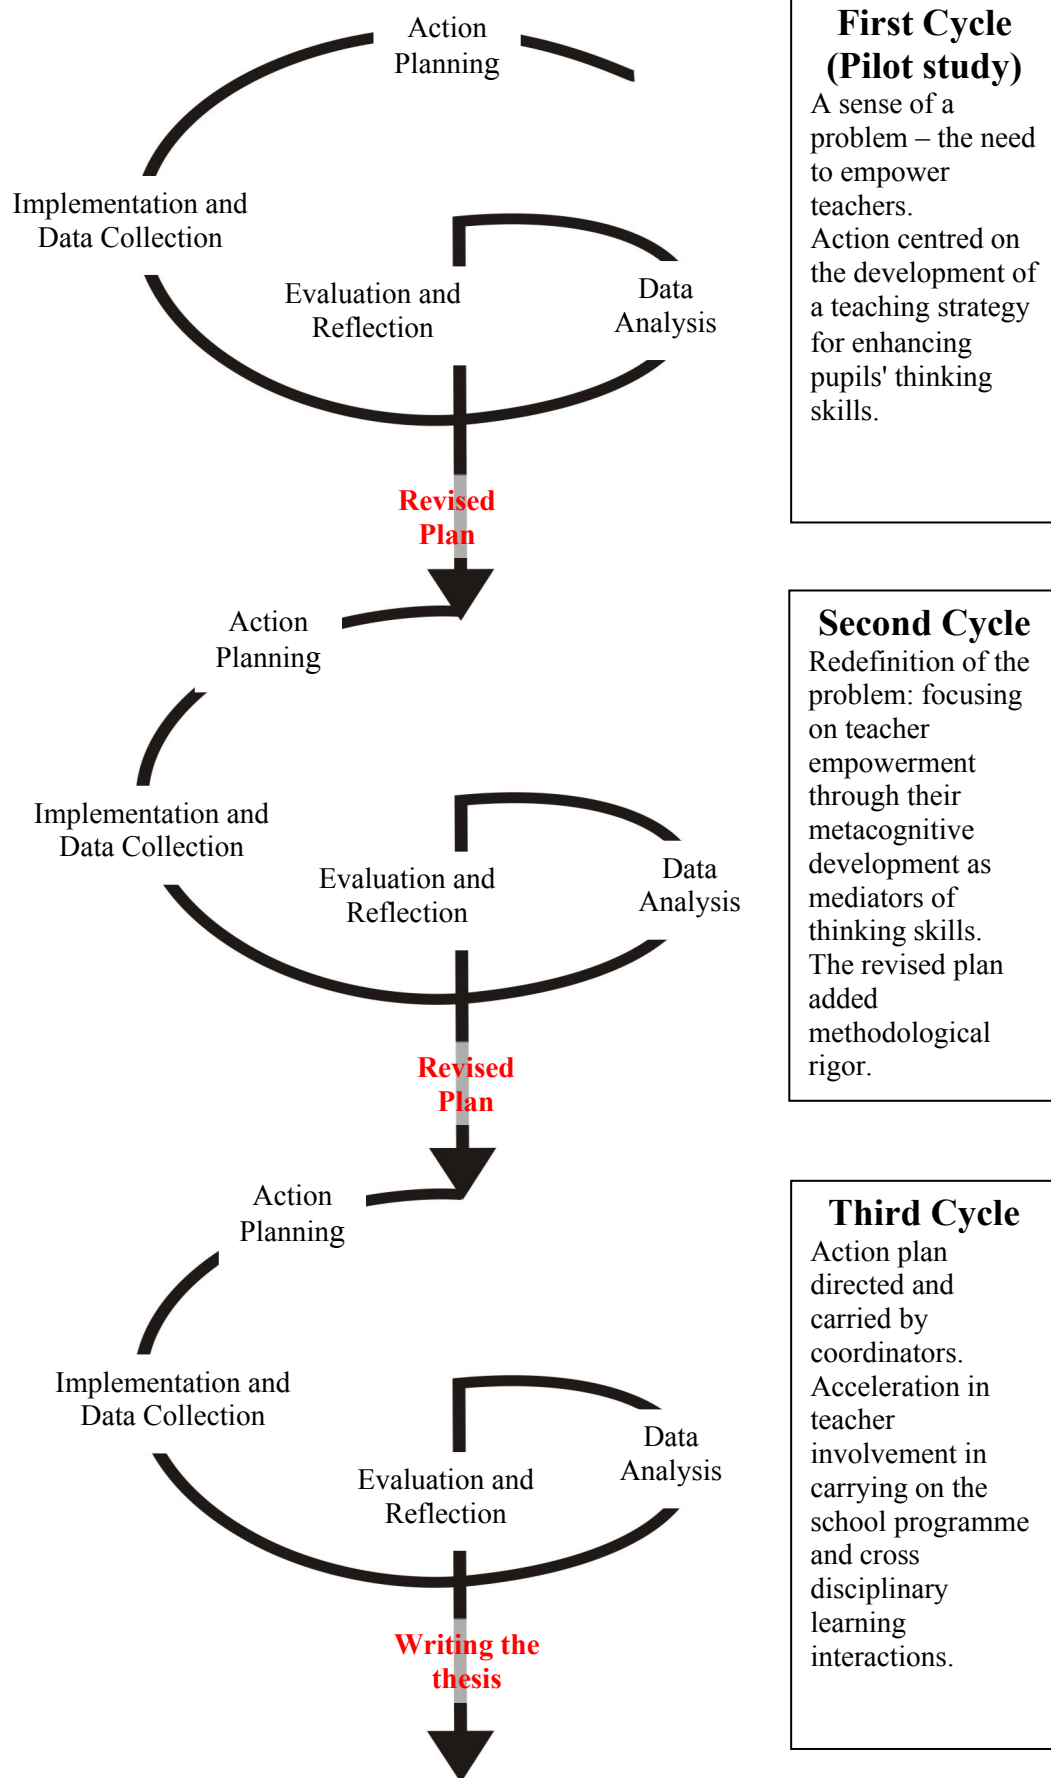 Action
Planning
Implementation and
Data Collection
Evaluation and
Reflection
Data
Analysis
Revised
Plan
First Cycle
(Pilot study)
A sense of a
problem – the need
to empower
teachers.
Action centred on
the development of
a teaching strategy
for enhancing
pupils' thinking
skills.
Action
Planning
Implementation and
Data Collection
Evaluation and
Reflection
Data
Analysis
Revised
Plan
Second Cycle
Redefinition of the
problem: focusing
on teacher
empowerment
through their
metacognitive
development as
mediators of
thinking skills.
The revised plan
added
methodological
rigor.
Action
Planning
Implementation and
Data Collection
Evaluation and
Reflection
Data
Analysis
Writing the
thesis
Third Cycle
Action plan
directed and
carried by
coordinators.
Acceleration in
teacher
involvement in
carrying on the
school programme
and cross
disciplinary
learning
interactions.